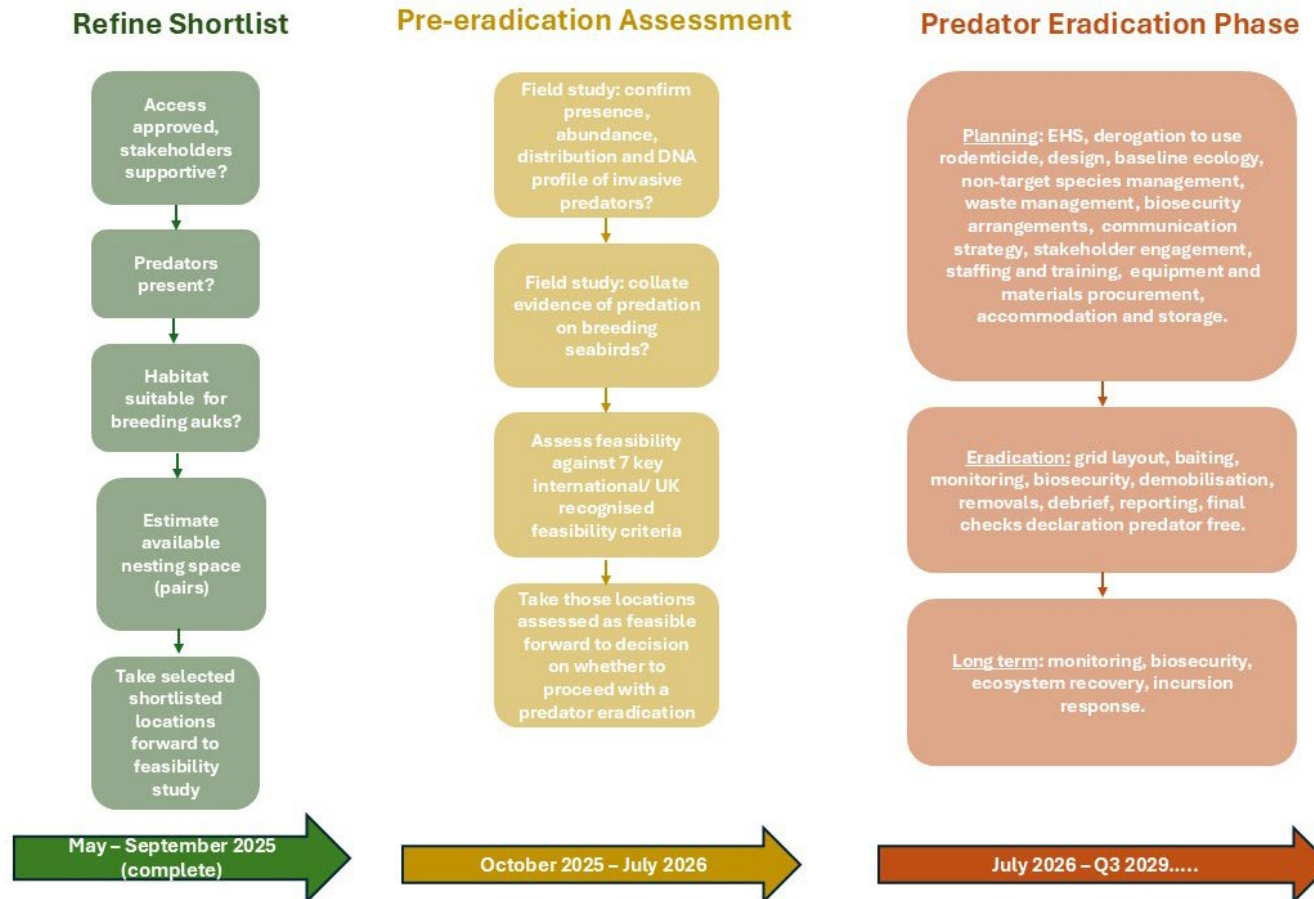 Refine Shortlist
Access
approved,
stakeholders
supportive?
Predators
present?
Habitat
suitable for
breeding auks?
Estimate
available
nesting space
(pairs)
Take selected
shortlisted
locations
forward to
feasibility
study
May – September 2025
(complete)
Pre-eradication Assessment
Field study: confirm
presence,
abundance,
distribution and DNA
profile of invasive
predators?
Field study: collate
evidence of predation
on breeding
seabirds?
Assess feasibility
against 7 key
international/ UK
recognised
feasibility criteria
Take those locations
assessed as feasible
forward to decision
on whether to
proceed with a
predator eradication
October 2025 – July 2026
Predator Eradication Phase
Planning: EHS, derogation to use
rodenticide, design, baseline ecology,
non-target species management,
waste management, biosecurity
arrangements, communication
strategy, stakeholder engagement,
staffing and training, equipment and
materials procurement,
accommodation and storage.
Eradication: grid layout, baiting,
monitoring, biosecurity, demobilisation,
removals, debrief, reporting, final
checks declaration predator free.
Long term: monitoring, biosecurity,
ecosystem recovery, incursion
response.
July 2026 – Q3 2029.....